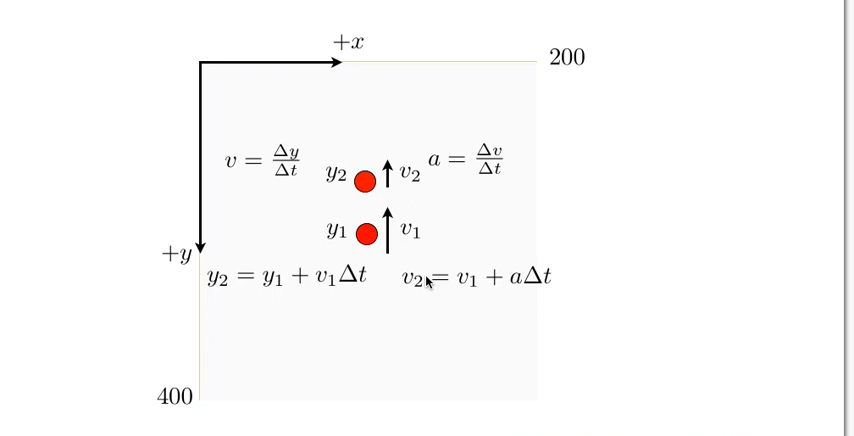 +x
200
v = Δy/Δt
a = Δv/Δt
y₂ v₂
y₁ v₁
+y
y₂ = y₁ + v₁Δt
v₂ = v₁ + aΔt
400